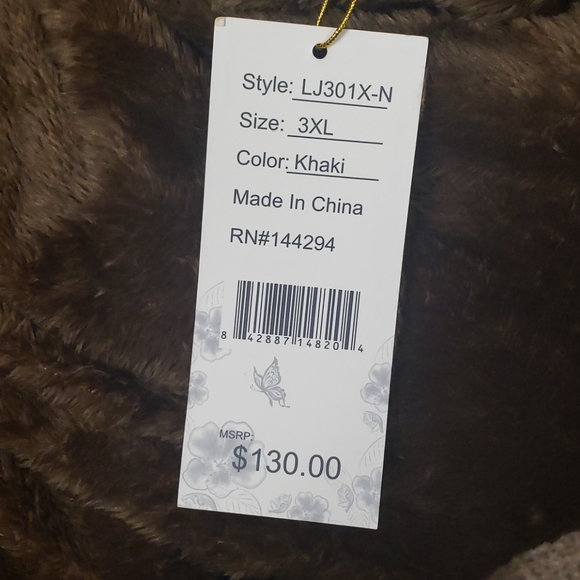 Style: LJ301X-N
Size: 3XL
Color: Khaki
Made In China
RN#144294
8 42887 14820 4
MSRP:
$130.00